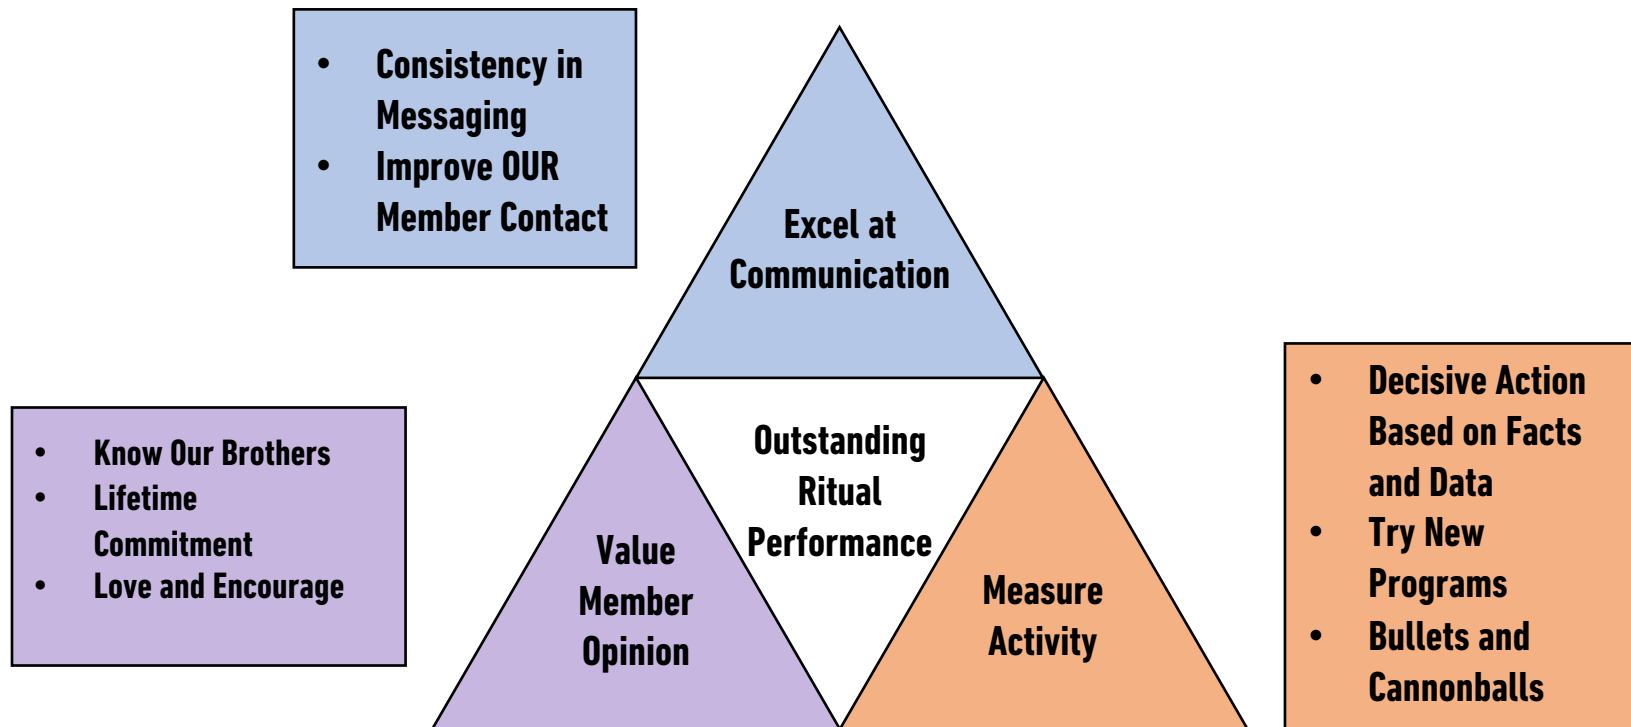 • Consistency in
Messaging
• Improve OUR
Member Contact
Excel at
Communication
• Know Our Brothers
• Lifetime
Commitment
• Love and Encourage
Value
Member
Opinion
Outstanding
Ritual
Performance
Measure
Activity
• Decisive Action
Based on Facts
and Data
• Try New
Programs
• Bullets and
Cannonballs